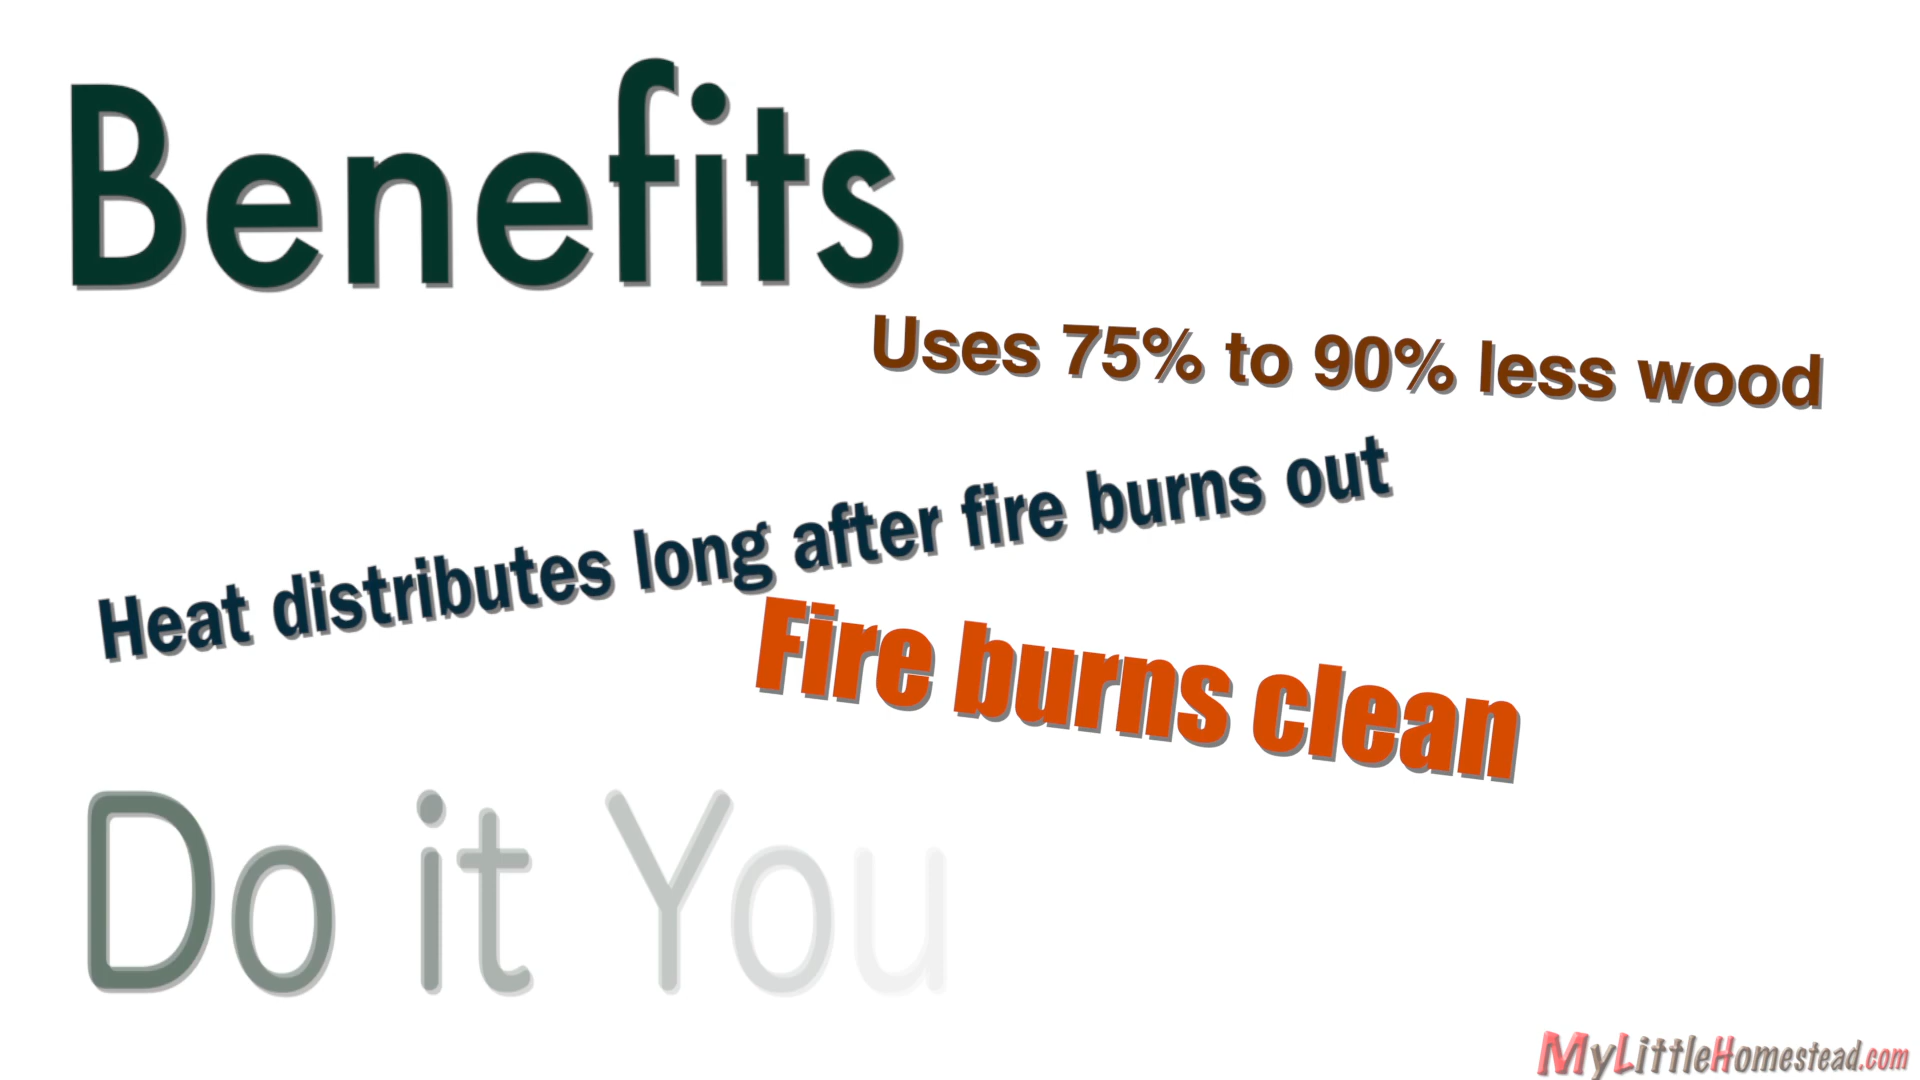 Benefits
Uses 75% to 90% less wood
Heat distributes long after fire burns out
Fire burns clean
Do it You
MyLittleHomestead.com